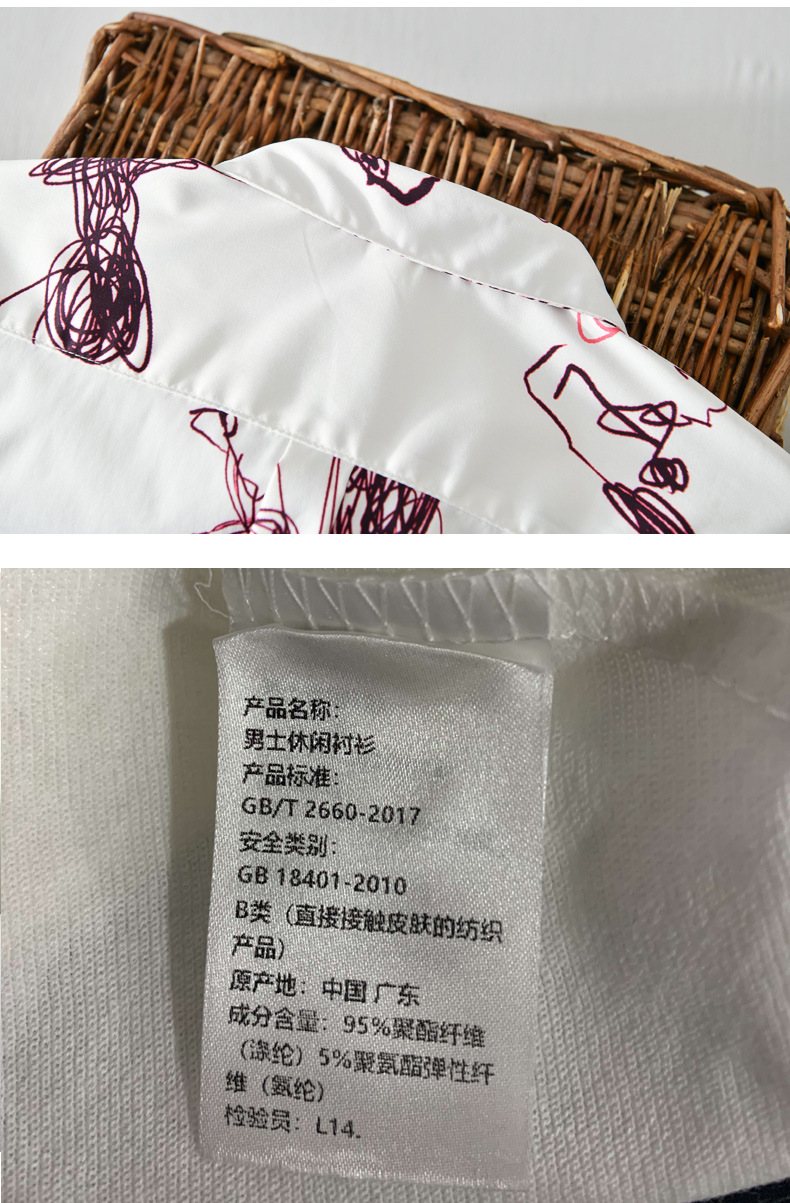 产品名称：
男士休闲衬衫
产品标准：
GB/T 2660-2017
安全类别：
GB 18401-2010
B类（直接接触皮肤的纺织
产品）
原产地：中国 广东
成分含量：95%聚酯纤维
（涤纶）5%聚氨酯弹性纤
维（氨纶）
检验员：L14.